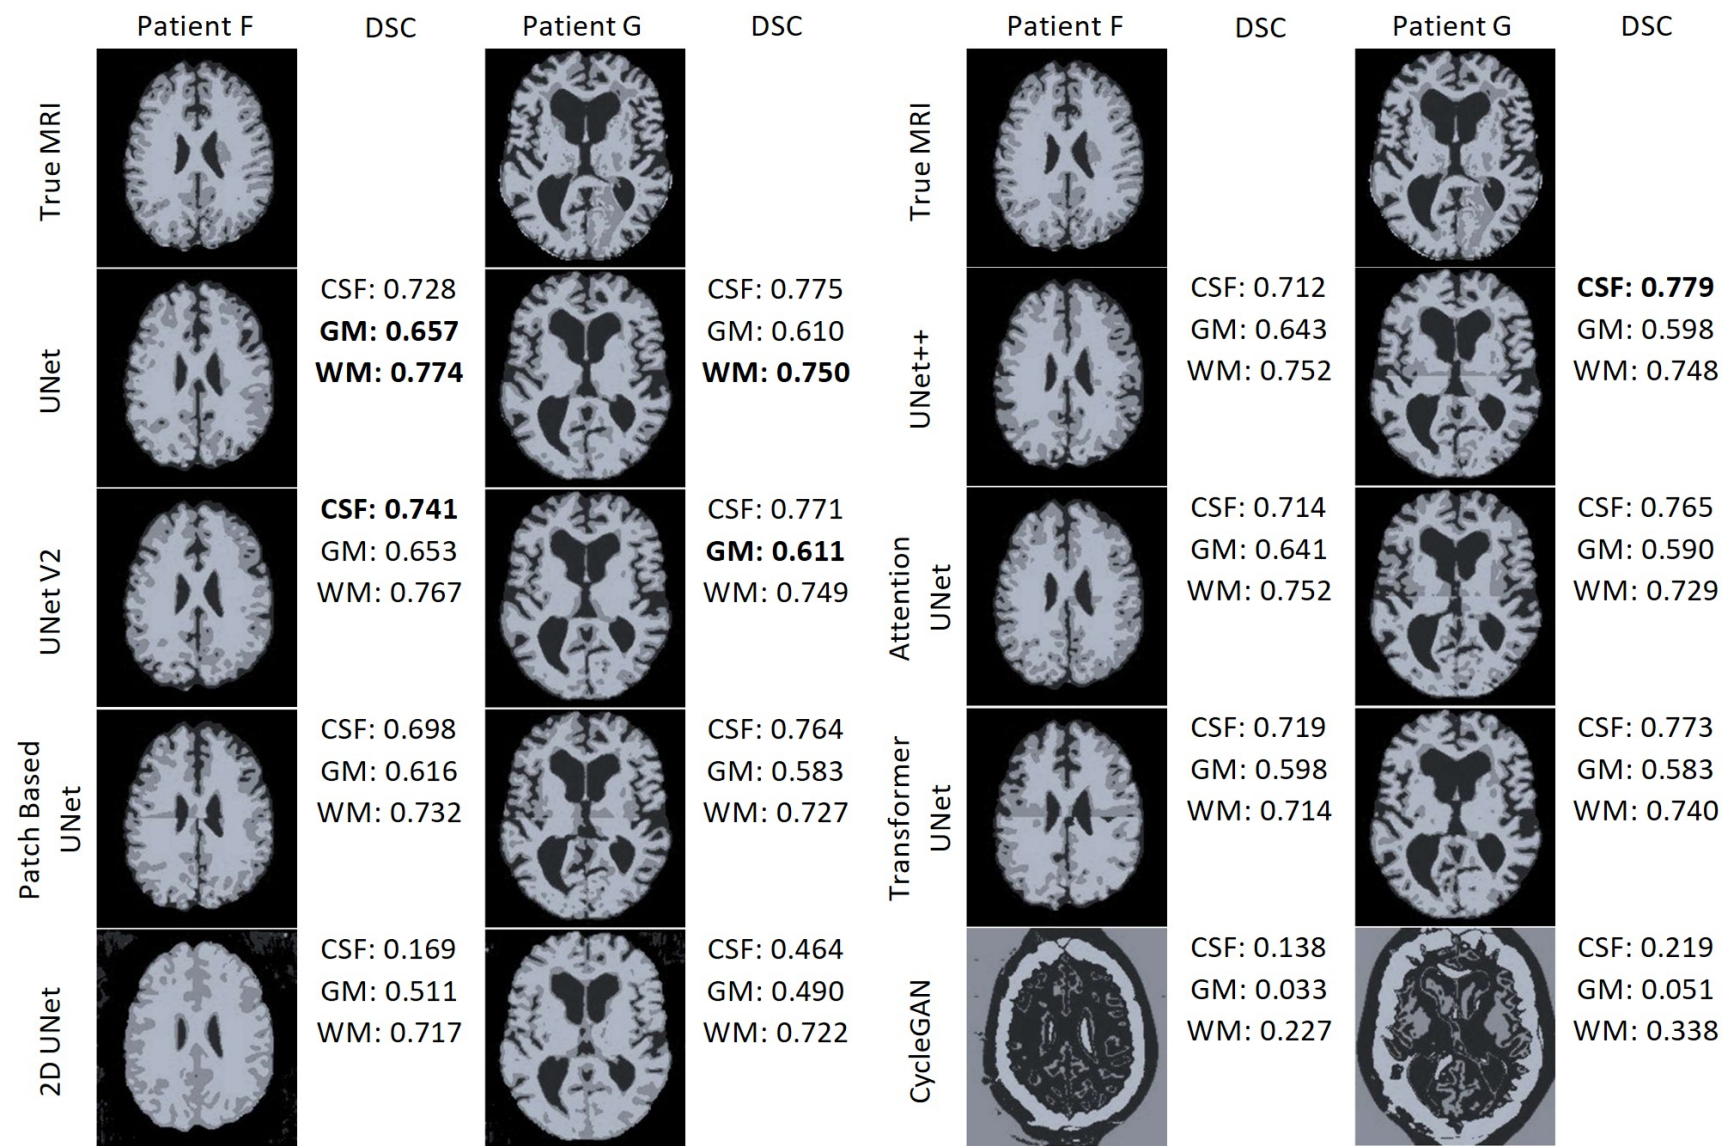 Patient F DSC Patient G DSC Patient F DSC Patient G DSC
True MRI
True MRI
UNet
CSF: 0.728
GM: 0.657
WM: 0.774
CSF: 0.775
GM: 0.610
WM: 0.750
UNet++
CSF: 0.712
GM: 0.643
WM: 0.752
CSF: 0.779
GM: 0.598
WM: 0.748
UNet V2
CSF: 0.741
GM: 0.653
WM: 0.767
CSF: 0.771
GM: 0.611
WM: 0.749
Attention
UNet
CSF: 0.714
GM: 0.641
WM: 0.752
CSF: 0.765
GM: 0.590
WM: 0.729
Patch Based
UNet
CSF: 0.698
GM: 0.616
WM: 0.732
CSF: 0.764
GM: 0.583
WM: 0.727
Transformer
UNet
CSF: 0.719
GM: 0.598
WM: 0.714
CSF: 0.773
GM: 0.583
WM: 0.740
2D UNet
CSF: 0.169
GM: 0.511
WM: 0.717
CSF: 0.464
GM: 0.490
WM: 0.722
CycleGAN
CSF: 0.138
GM: 0.033
WM: 0.227
CSF: 0.219
GM: 0.051
WM: 0.338